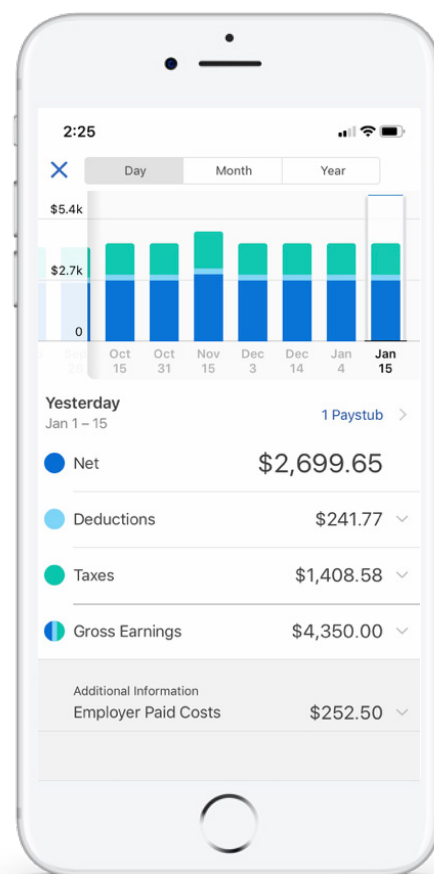 2:25
Day Month Year
$5.4k
$2.7k
0
Oct Oct Nov Dec Dec Jan Jan
15 31 15 3 14 4 15
Yesterday
1 Paystub
Jan 1 – 15
Net $2,699.65
Deductions $241.77
Taxes $1,408.58
Gross Earnings $4,350.00
Additional Information
Employer Paid Costs $252.50